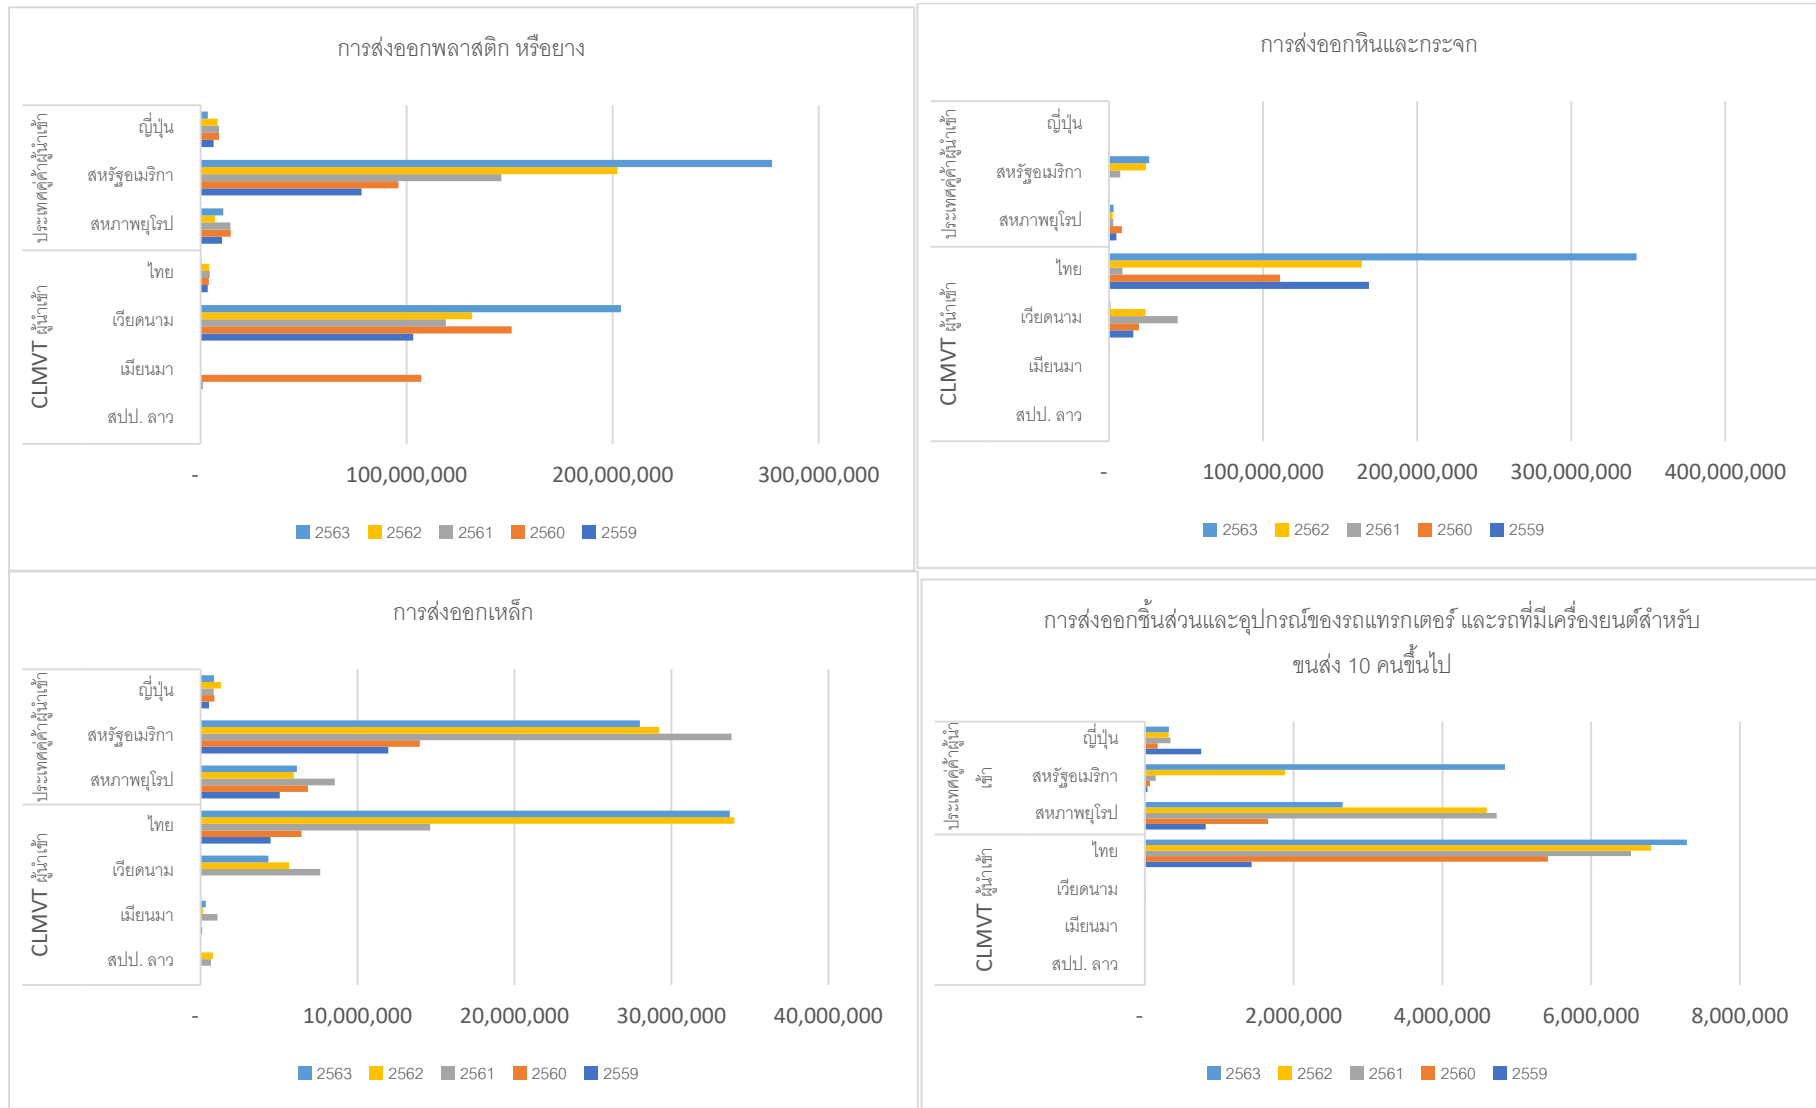 การส่งออกพลาสติก หรือยาง
ประเทศคู่ค้าผู้นำเข้า
ญี่ปุ่น
สหรัฐอเมริกา
สหภาพยุโรป
CLMVT ผู้นำเข้า
ไทย
เวียดนาม
เมียนมา
สปป. ลาว
- 100,000,000 200,000,000 300,000,000
2563 2562 2561 2560 2559
การส่งออกหินและกระจก
ประเทศคู่ค้าผู้นำเข้า
ญี่ปุ่น
สหรัฐอเมริกา
สหภาพยุโรป
CLMVT ผู้นำเข้า
ไทย
เวียดนาม
เมียนมา
สปป. ลาว
- 100,000,000 200,000,000 300,000,000 400,000,000
2563 2562 2561 2560 2559
การส่งออกเหล็ก
ประเทศคู่ค้าผู้นำเข้า
ญี่ปุ่น
สหรัฐอเมริกา
สหภาพยุโรป
CLMVT ผู้นำเข้า
ไทย
เวียดนาม
เมียนมา
สปป. ลาว
- 10,000,000 20,000,000 30,000,000 40,000,000
2563 2562 2561 2560 2559
การส่งออกชิ้นส่วนและอุปกรณ์ของรถแทรกเตอร์ และรถที่มีเครื่องยนต์สำหรับ
ขนส่ง 10 คนขึ้นไป
ประเทศคู่ค้าผู้นำ
เข้า
ญี่ปุ่น
สหรัฐอเมริกา
สหภาพยุโรป
CLMVT ผู้นำเข้า
ไทย
เวียดนาม
เมียนมา
สปป. ลาว
- 2,000,000 4,000,000 6,000,000 8,000,000
2563 2562 2561 2560 2559